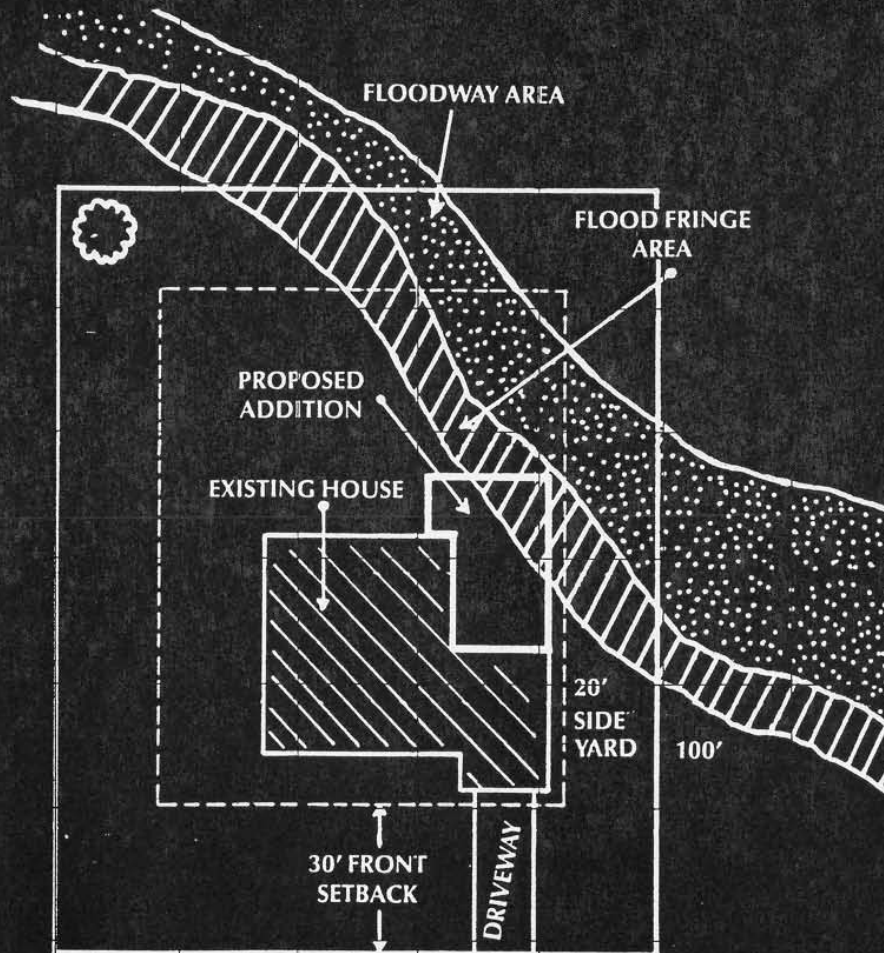 FLOODWAY AREA
FLOOD FRINGE
AREA
PROPOSED
ADDITION
EXISTING HOUSE
20'
SIDE
YARD
100'
30' FRONT
SETBACK
DRIVEWAY